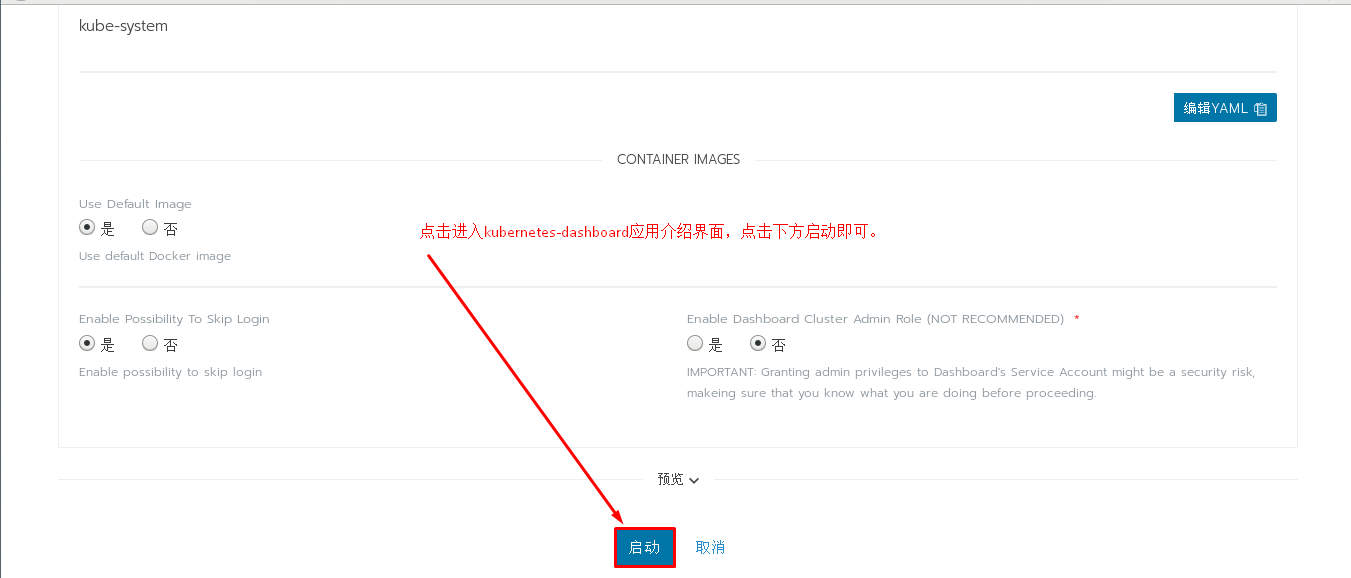 kube-system
编辑YAML
CONTAINER IMAGES
Use Default Image
是 否
点击进入kubernetes-dashboard应用介绍界面，点击下方启动即可。
Use default Docker image
Enable Possibility To Skip Login
是 否
Enable possibility to skip login
Enable Dashboard Cluster Admin Role (NOT RECOMMENDED) *
是 否
IMPORTANT: Granting admin privileges to Dashboard's Service Account might be a security risk,
makeing sure that you know what you are doing before proceeding.
预览
启动 取消